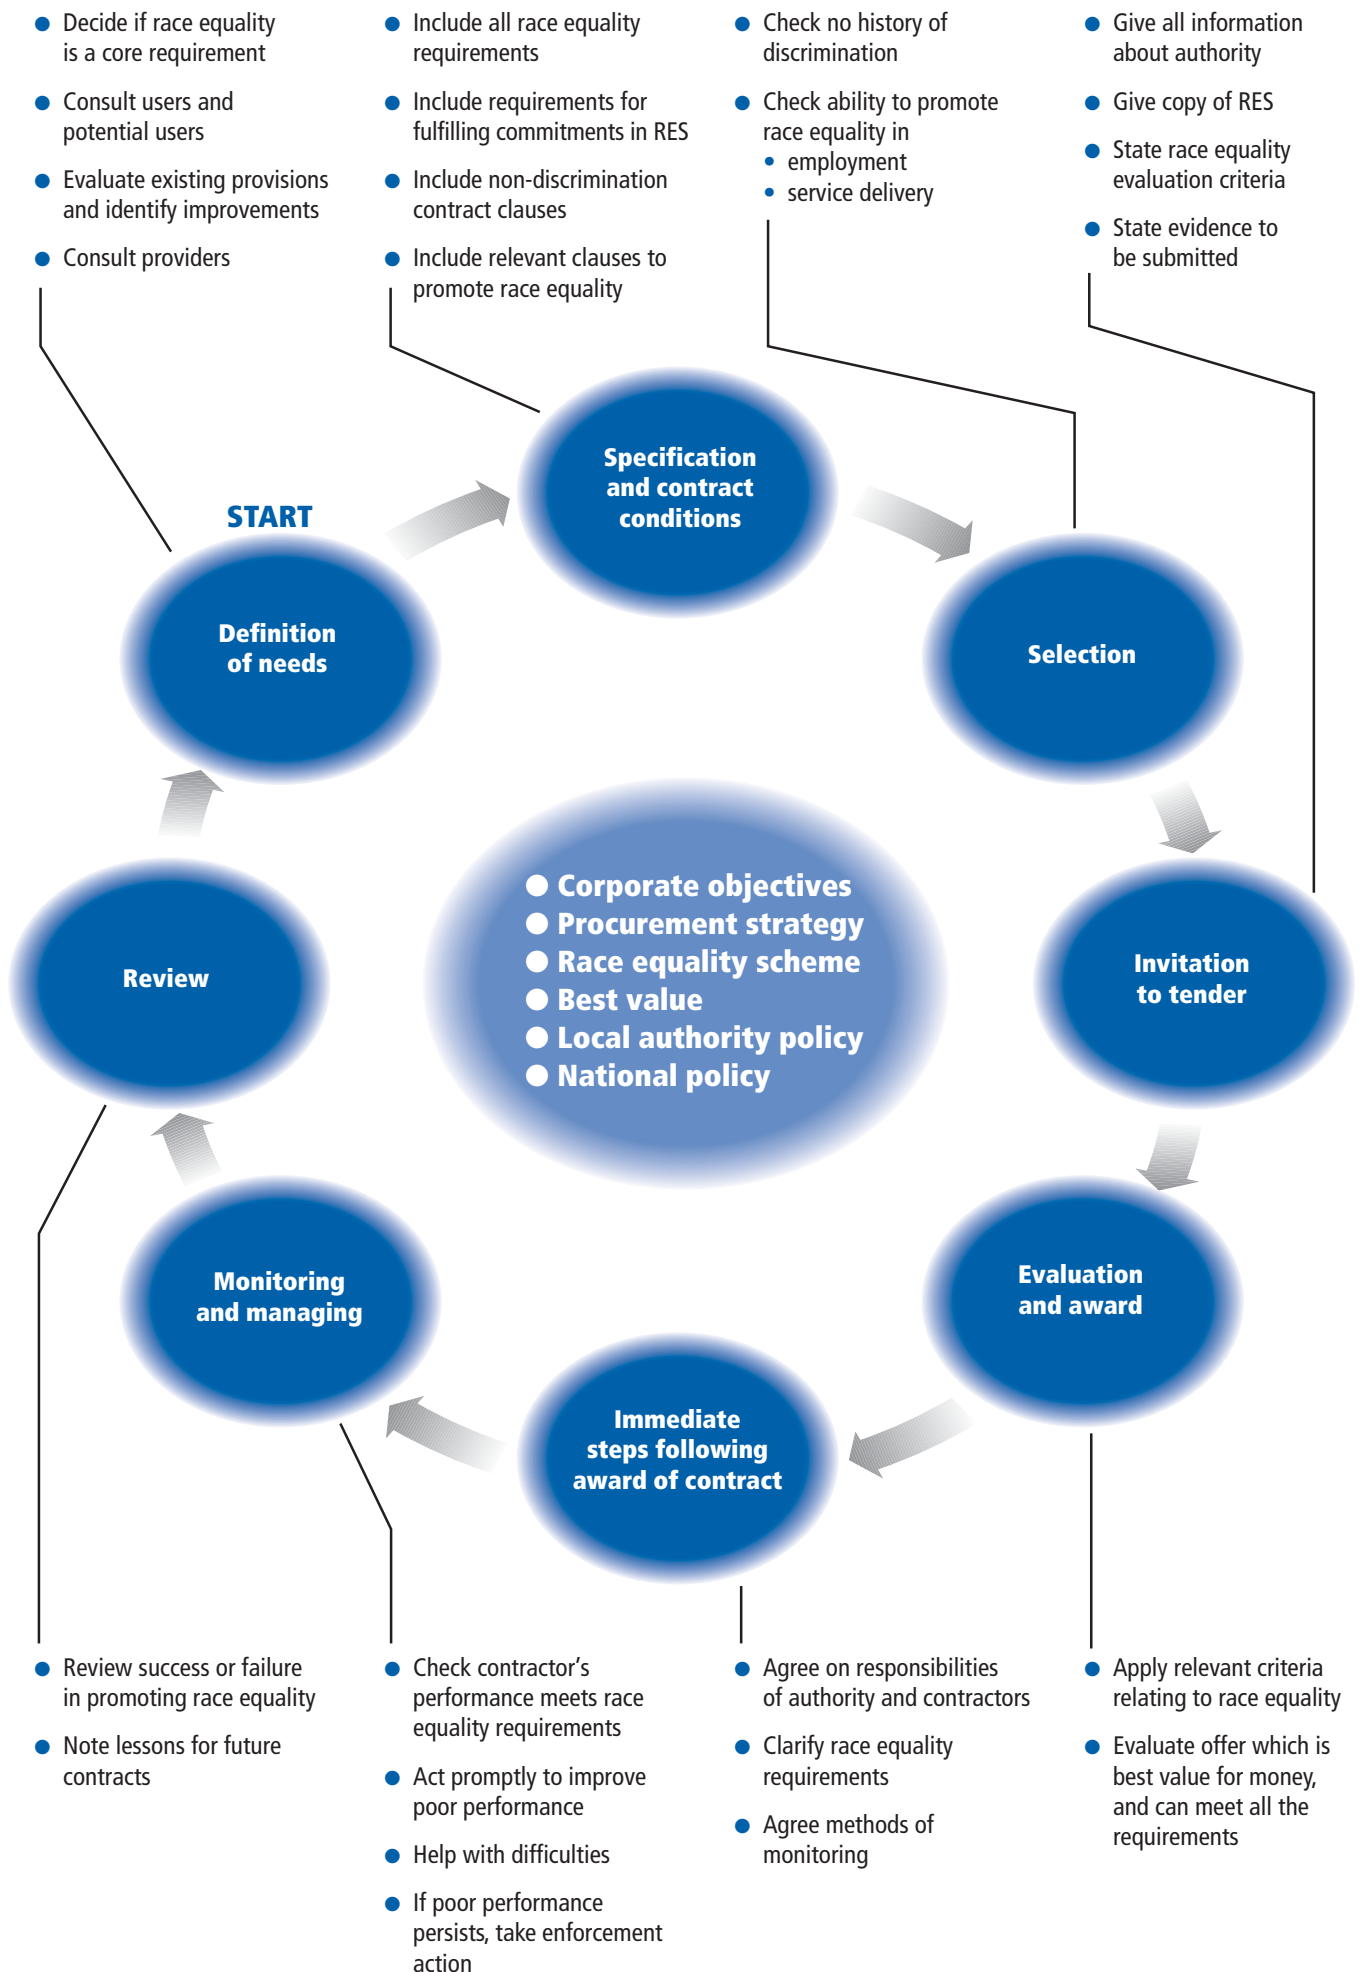 Decide if race equality
is a core requirement
Consult users and
potential users
Evaluate existing provisions
and identify improvements
Consult providers
Include all race equality
requirements
Include requirements for
fulfilling commitments in RES
Include non-discrimination
contract clauses
Include relevant clauses to
promote race equality
Check no history of
discrimination
Check ability to promote
race equality in
employment
service delivery
Give all information
about authority
Give copy of RES
State race equality
evaluation criteria
State evidence to
be submitted
START
Definition
of needs
Specification
and contract
conditions
Selection
Invitation
to tender
Evaluation
and award
Immediate
steps following
award of contract
Monitoring
and managing
Review
Corporate objectives
Procurement strategy
Race equality scheme
Best value
Local authority policy
National policy
Review success or failure
in promoting race equality
Note lessons for future
contracts
Check contractor’s
performance meets race
equality requirements
Act promptly to improve
poor performance
Help with difficulties
If poor performance
persists, take enforcement
action
Agree on responsibilities
of authority and contractors
Clarify race equality
requirements
Agree methods of
monitoring
Apply relevant criteria
relating to race equality
Evaluate offer which is
best value for money,
and can meet all the
requirements